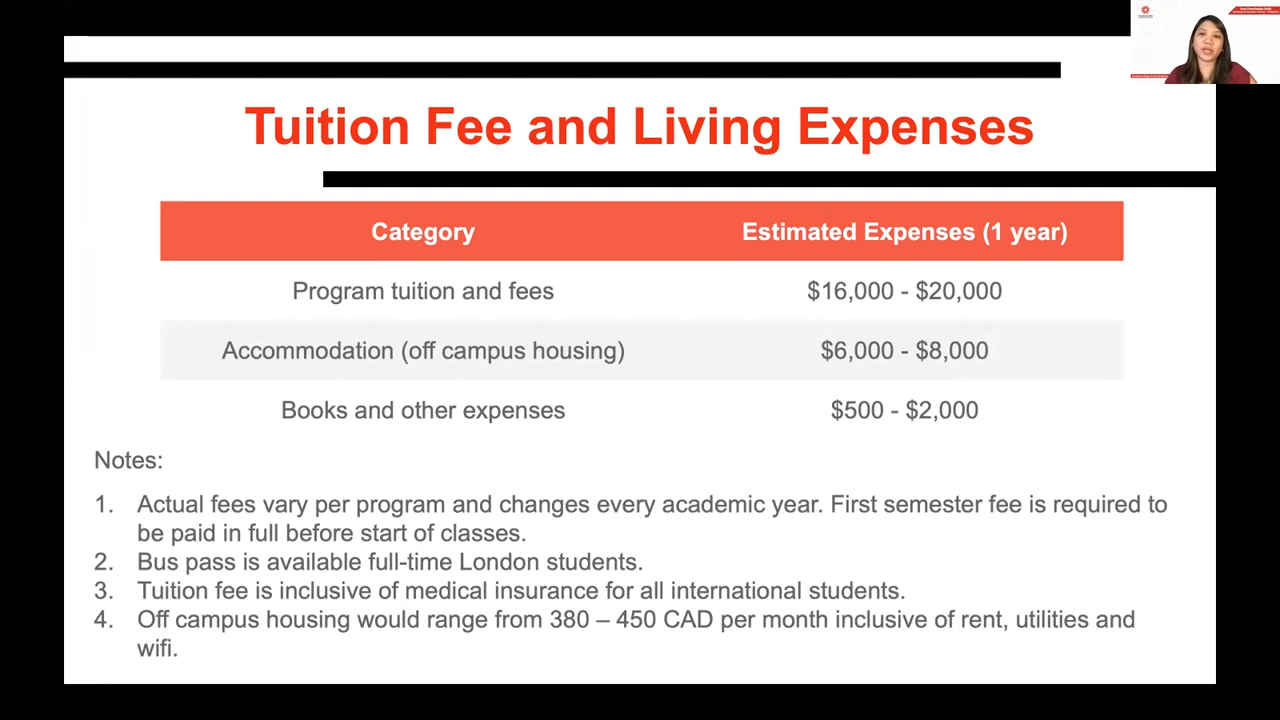 Tuition Fee and Living Expenses
Category Estimated Expenses (1 year)
Program tuition and fees $16,000 - $20,000
Accommodation (off campus housing) $6,000 - $8,000
Books and other expenses $500 - $2,000
Notes:
1. Actual fees vary per program and changes every academic year. First semester fee is required to
be paid in full before start of classes.
2. Bus pass is available full-time London students.
3. Tuition fee is inclusive of medical insurance for all international students.
4. Off campus housing would range from 380 – 450 CAD per month inclusive of rent, utilities and
wifi.